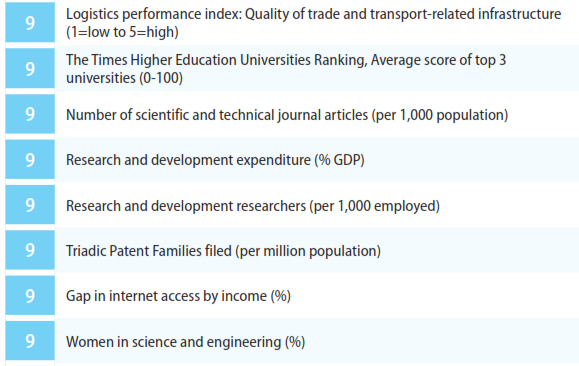 9 Logistics performance index: Quality of trade and transport-related infrastructure
(1=low to 5=high)
9 The Times Higher Education Universities Ranking, Average score of top 3
universities (0-100)
9 Number of scientific and technical journal articles (per 1,000 population)
9 Research and development expenditure (% GDP)
9 Research and development researchers (per 1,000 employed)
9 Triadic Patent Families filed (per million population)
9 Gap in internet access by income (%)
9 Women in science and engineering (%)